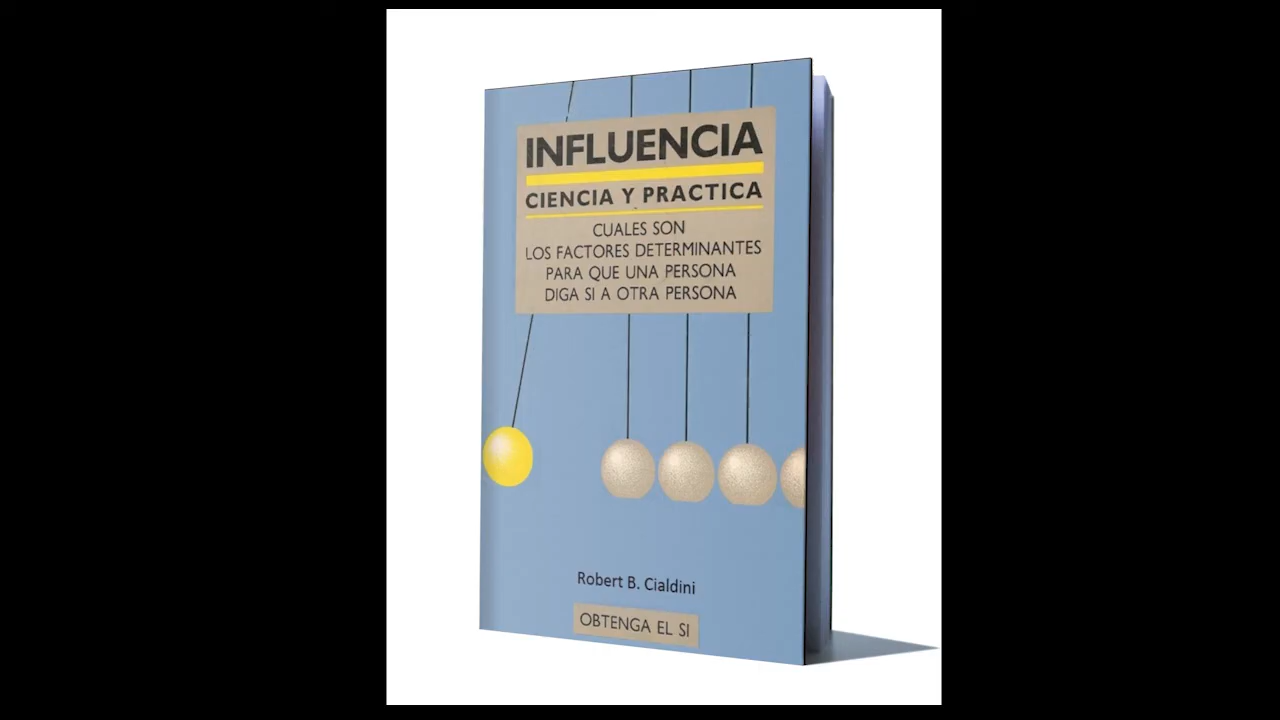 INFLUENCIA
CIENCIA Y PRACTICA
CUALES SON
LOS FACTORES DETERMINANTES
PARA QUE UNA PERSONA
DIGA SI A OTRA PERSONA
Robert B. Cialdini
OBTENGA EL SI